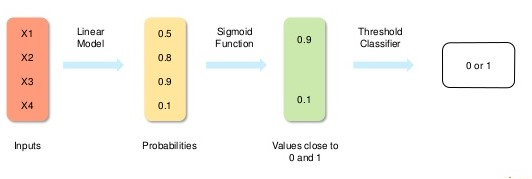 X1
X2
X3
X4
Inputs
Linear
Model
0.5
0.8
0.9
0.1
Probabilities
Sigmoid
Function
0.9
0.1
Values close to
0 and 1
Threshold
Classifier
0 or 1